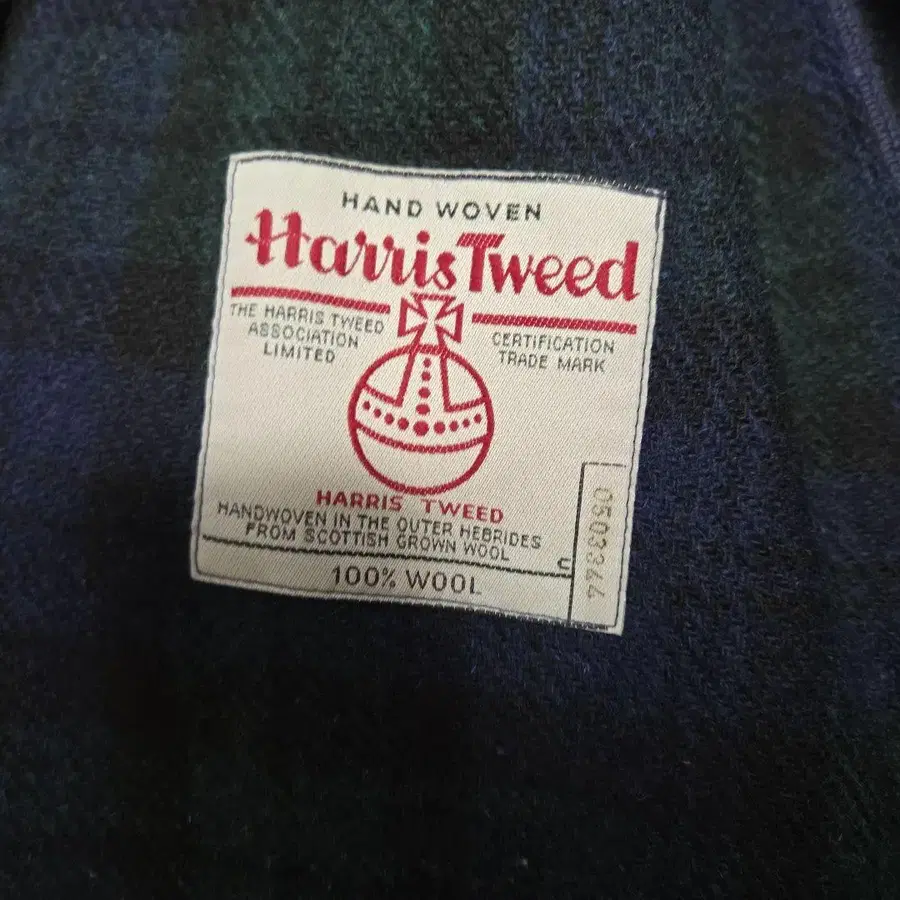 HAND WOVEN
Harris Tweed
THE HARRIS TWEED
ASSOCIATION
LIMITED
CERTIFICATION
TRADE MARK
HARRIS TWEED
HANDWOVEN IN THE OUTER HEBRIDES
FROM SCOTTISH GROWN WOOL
100% WOOL
0503364